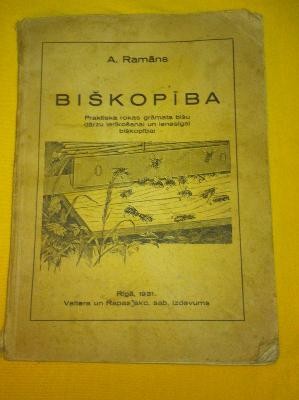 A. Ramāns
BIŠKOPĪBA
Praktiska rokas grāmata bišu
dārzu ierīkošanai un ienesīgai
biškopībai
Rīgā, 1931.
Valtera un Rapas akc. sab. izdevums